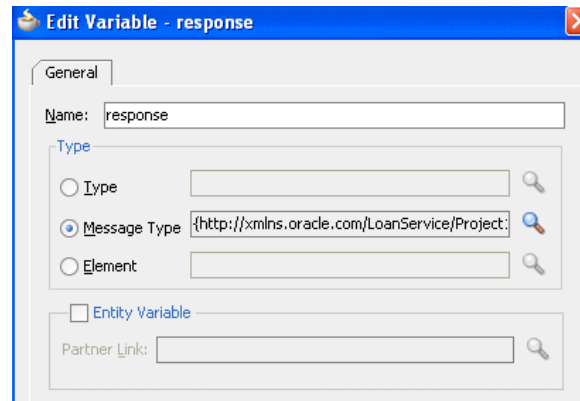 Edit Variable - response
General
Name: response
Type
Type
Message Type {http://xmlns.oracle.com/LoanService/Project
Element
Entity Variable
Partner Link: